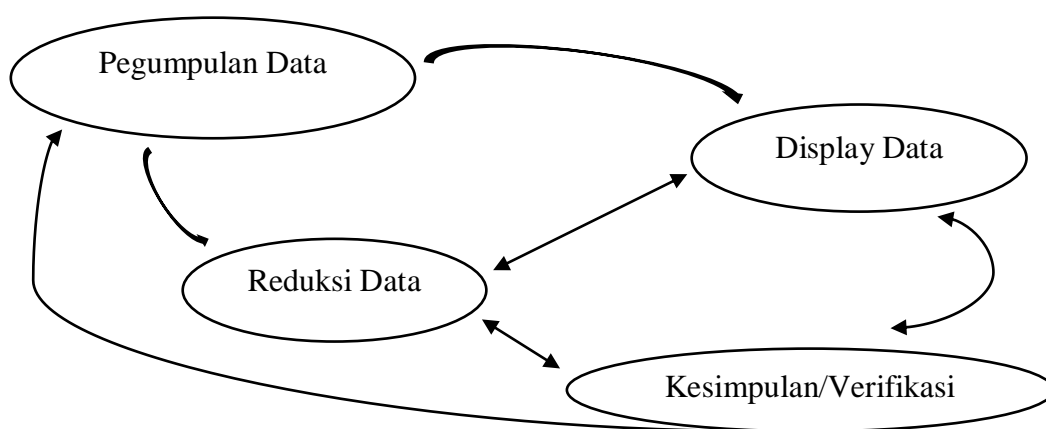 Pegumpulan Data
Display Data
Reduksi Data
Kesimpulan/Verifikasi